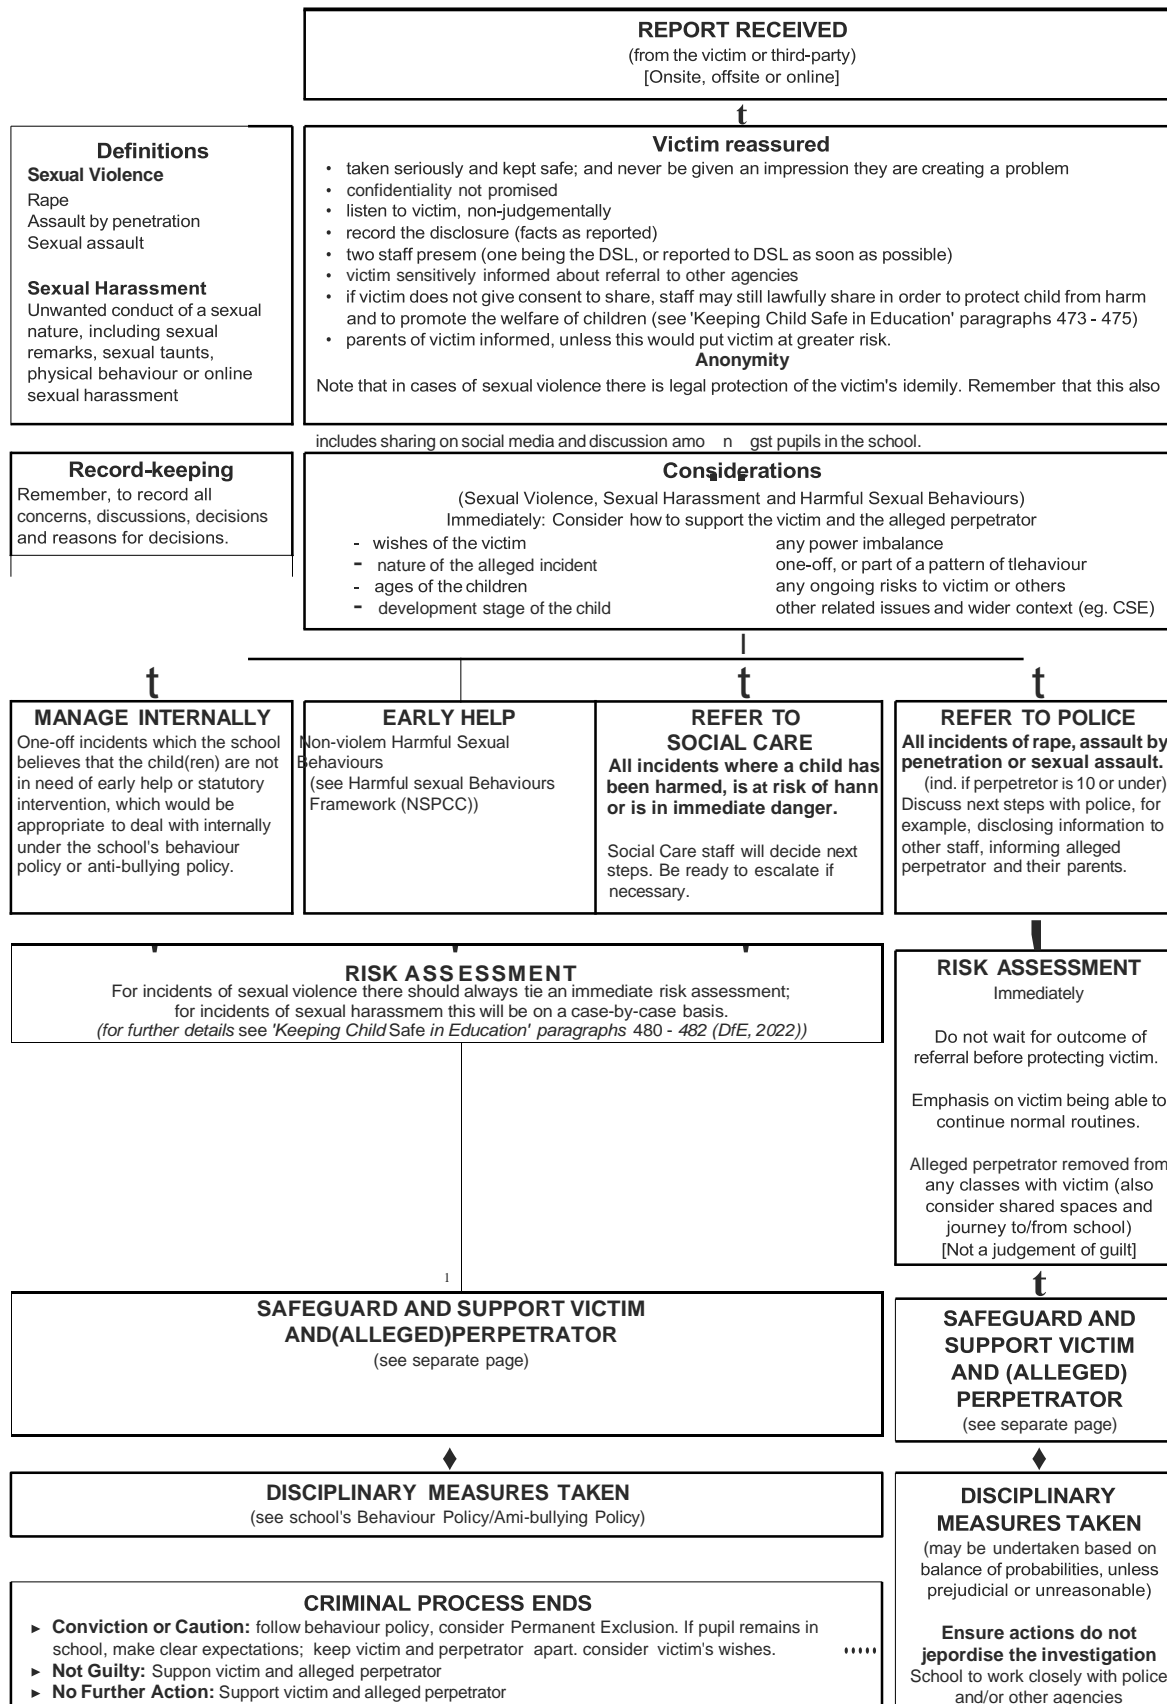 REPORT RECEIVED
(from the victim or third-party)
[Onsite, offsite or online]
t
Definitions
Sexual Violence
Rape
Assault by penetration
Sexual assault
Sexual Harassment
Unwanted conduct of a sexual
nature, including sexual
remarks, sexual taunts,
physical behaviour or online
sexual harassment
Victim reassured
• taken seriously and kept safe; and never be given an impression they are creating a problem
• confidentiality not promised
• listen to victim, non-judgementally
• record the disclosure (facts as reported)
• two staff presem (one being the DSL, or reported to DSL as soon as possible)
• victim sensitively informed about referral to other agencies
• if victim does not give consent to share, staff may still lawfully share in order to protect child from harm
and to promote the welfare of children (see 'Keeping Child Safe in Education' paragraphs 473 - 475)
• parents of victim informed, unless this would put victim at greater risk.
Anonymity
Note that in cases of sexual violence there is legal protection of the victim's idemily. Remember that this also
includes sharing on social media and discussion amo n gst pupils in the school.
Record-keeping
Remember, to record all
concerns, discussions, decisions
and reasons for decisions.
Considerations
(Sexual Violence, Sexual Harassment and Harmful Sexual Behaviours)
Immediately: Consider how to support the victim and the alleged perpetrator
- wishes of the victim
- nature of the alleged incident
- ages of the children
- development stage of the child
any power imbalance
one-off, or part of a pattern of tlehaviour
any ongoing risks to victim or others
other related issues and wider context (eg. CSE)
l
t
t
t
MANAGE INTERNALLY
One-off incidents which the school
believes that the child(ren) are not
in need of early help or statutory
intervention, which would be
appropriate to deal with internally
under the school's behaviour
policy or anti-bullying policy.
EARLY HELP
Non-violem Harmful Sexual
Behaviours
(see Harmful sexual Behaviours
Framework (NSPCC))
REFER TO
SOCIAL CARE
All incidents where a child has
been harmed, is at risk of hann
or is in immediate danger.
Social Care staff will decide next
steps. Be ready to escalate if
necessary.
REFER TO POLICE
All incidents of rape, assault by
penetration or sexual assault.
(ind. if perpetretor is 10 or under)
Discuss next steps with police, for
example, disclosing information to
other staff, informing alleged
perpetrator and their parents.
RISK ASSESSMENT
For incidents of sexual violence there should always tie an immediate risk assessment;
for incidents of sexual harassmem this will be on a case-by-case basis.
(for further details see 'Keeping Child Safe in Education' paragraphs 480 - 482 (DfE, 2022))
RISK ASSESSMENT
Immediately
Do not wait for outcome of
referral before protecting victim.
Emphasis on victim being able to
continue normal routines.
Alleged perpetrator removed from
any classes with victim (also
consider shared spaces and
journey to/from school)
[Not a judgement of guilt]
l
t
SAFEGUARD AND SUPPORT VICTIM
AND(ALLEGED)PERPETRATOR
(see separate page)
SAFEGUARD AND
SUPPORT VICTIM
AND (ALLEGED)
PERPETRATOR
(see separate page)
DISCIPLINARY MEASURES TAKEN
(see school's Behaviour Policy/Ami-bullying Policy)
DISCIPLINARY
MEASURES TAKEN
(may be undertaken based on
balance of probabilities, unless
prejudicial or unreasonable)
Ensure actions do not
jepordise the investigation
School to work closely with police
and/or other agencies
CRIMINAL PROCESS ENDS
► Conviction or Caution: follow behaviour policy, consider Permanent Exclusion. If pupil remains in
school, make clear expectations; keep victim and perpetrator apart. consider victim's wishes.
► Not Guilty: Suppon victim and alleged perpetrator
► No Further Action: Support victim and alleged perpetrator